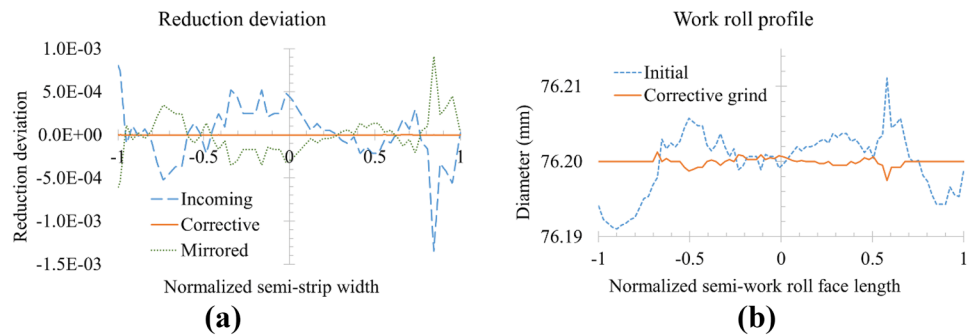 Reduction deviation
1.0E-03
5.0E-04
0.0E+00
-5.0E-04
-1.0E-03
-1.5E-03
Reduction deviation
-1 -0.5 0 0.5 1
Incoming
Corrective
Mirrored
Normalized semi-strip width
(a)
Work roll profile
76.21
76.20
76.19
Diameter (mm)
Initial
Corrective grind
-1 -0.5 0 0.5 1
Normalized semi-work roll face length
(b)